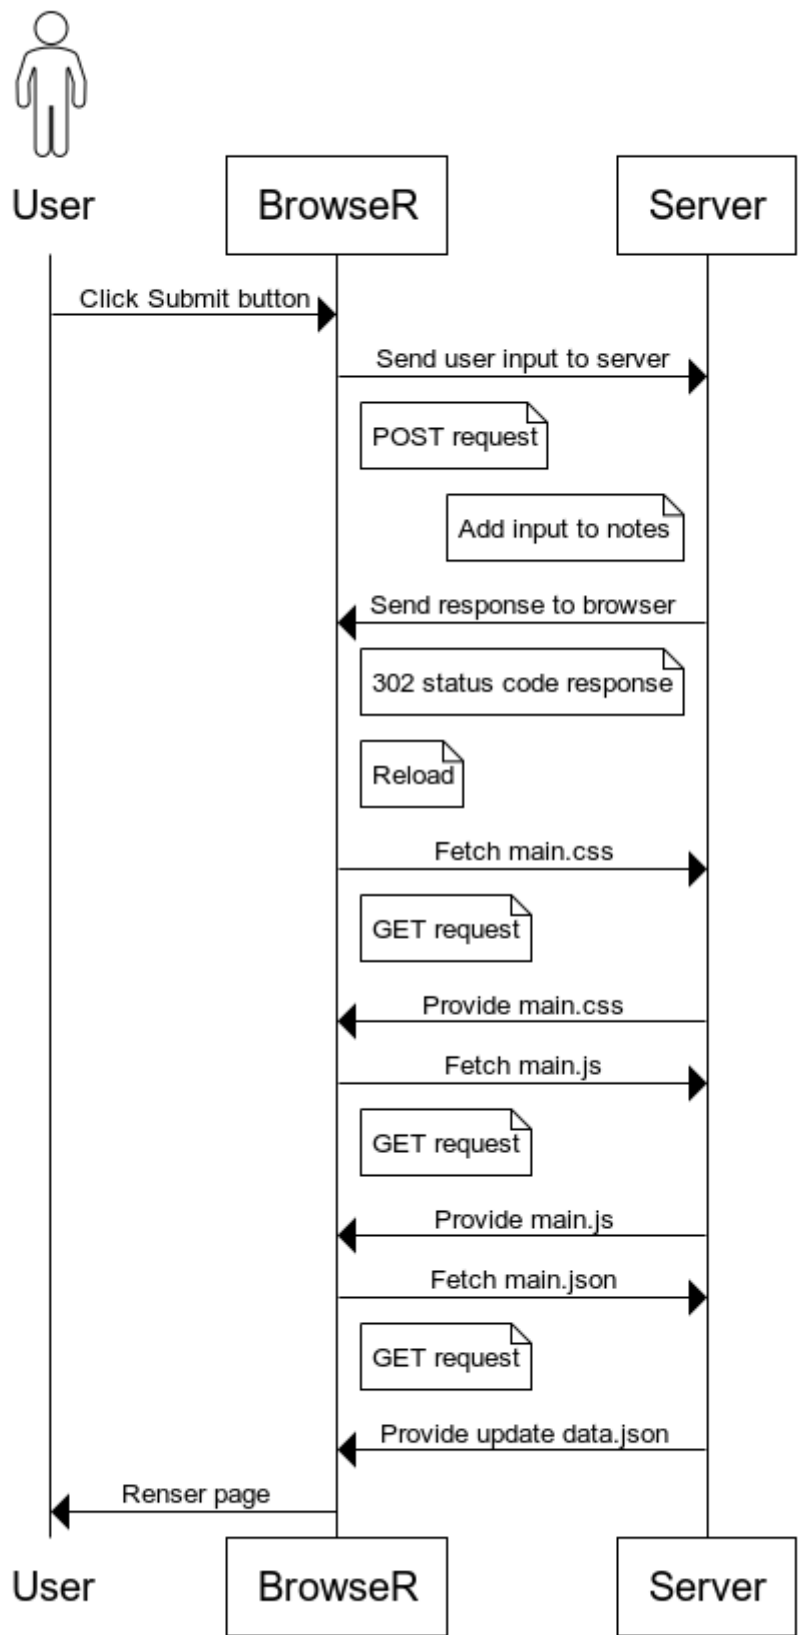 User
BrowseR
Server
Click Submit button
Send user input to server
POST request
Add input to notes
Send response to browser
302 status code response
Reload
Fetch main.css
GET request
Provide main.css
Fetch main.js
GET request
Provide main.js
Fetch main.json
GET request
Provide update data.json
Renser page
User
BrowseR
Server